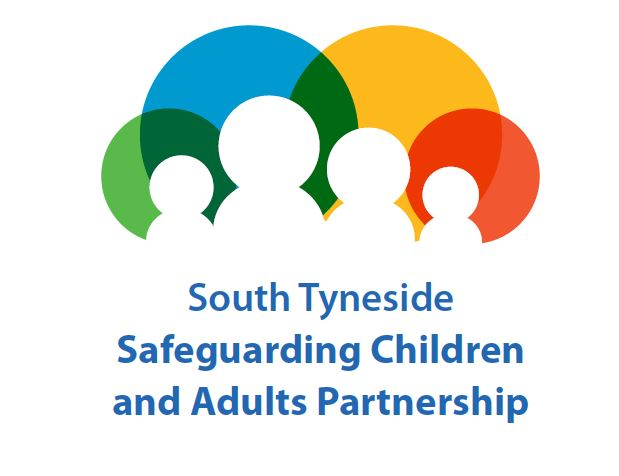 South Tyneside
Safeguarding Children
and Adults Partnership